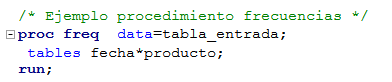 /* Ejemplo procedimiento frecuencias */
proc freq  data=tabla_entrada;
tables fecha*producto;
run;